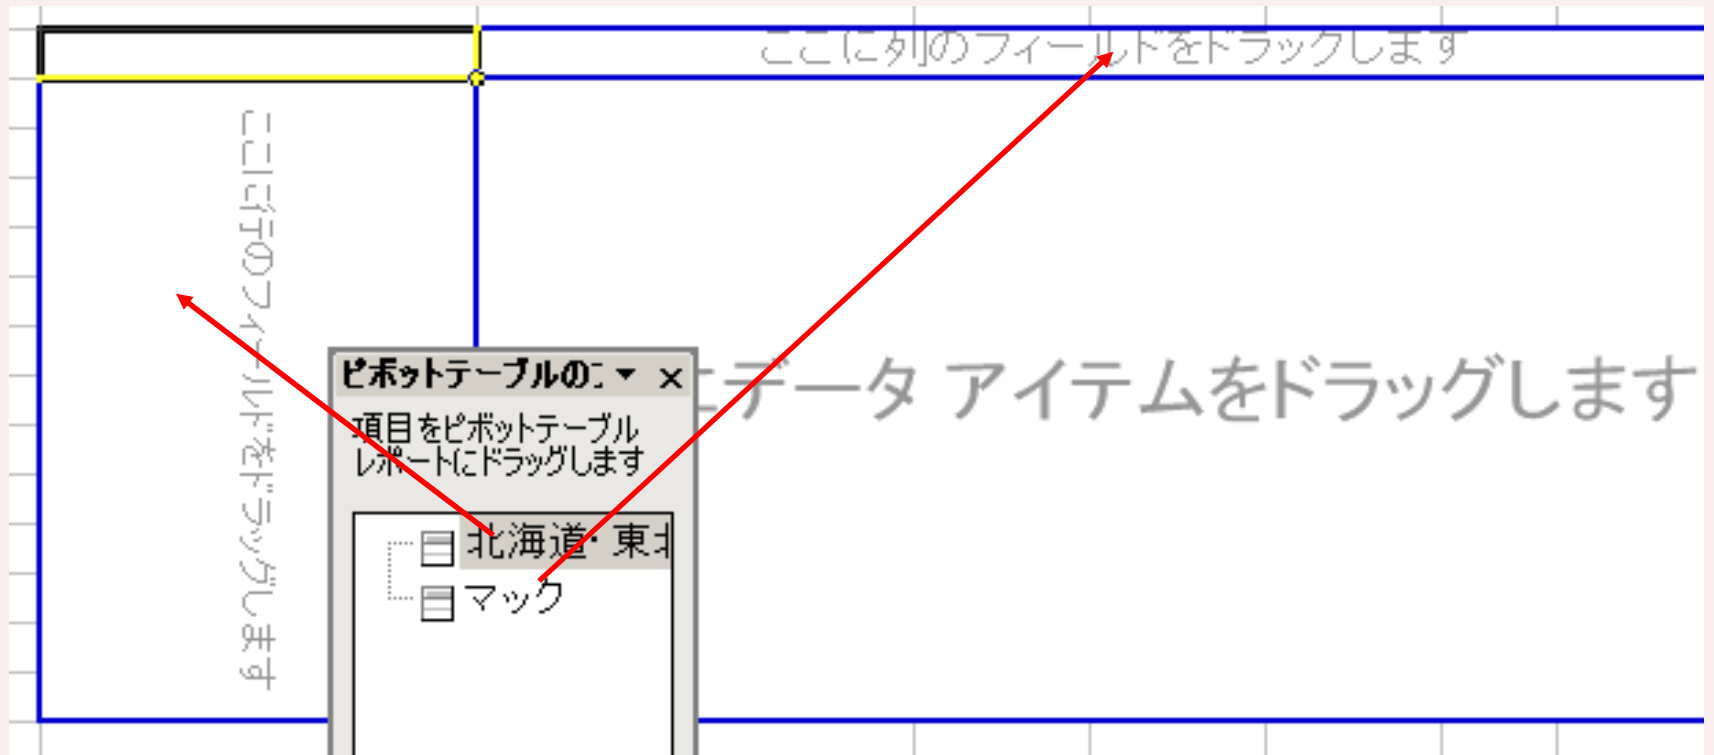 ここに列のフィールドをドラッグします
ここに行のフィールドをドラッグします
ピボットテーブルの
項目をピボットテーブル
レポートにドラッグします
データ アイテムをドラッグします
北海道・東北
マック